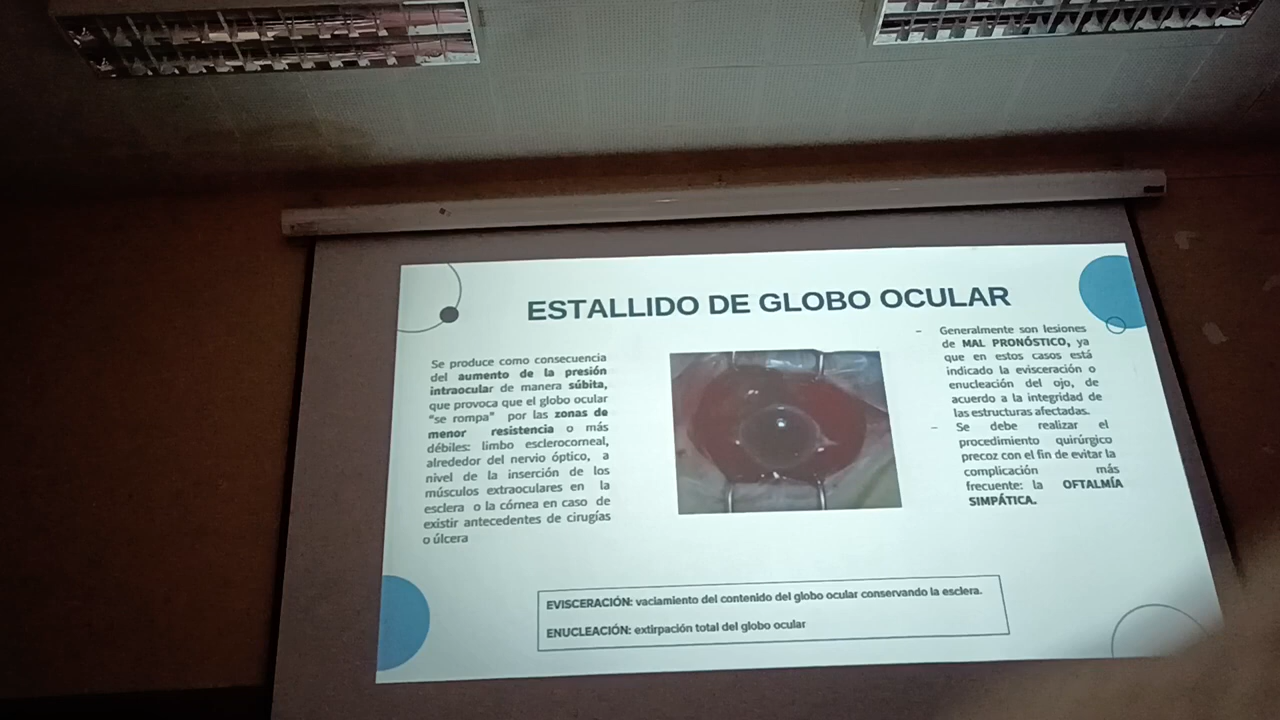 ESTALLIDO DE GLOBO OCULAR
Se produce como consecuencia
del aumento de la presión
intraocular de manera súbita,
que provoca que el globo ocular
"se rompa" por las zonas de
menor resistencia o más
débiles: limbo esclerocorneal,
alrededor del nervio óptico, a
nivel de la inserción de los
músculos extraoculares en la
esclera o la córnea en caso de
existir antecedentes de cirugías
o úlcera
- Generalmente son lesiones
de MAL PRONÓSTICO, ya
que en estos casos está
indicado la evisceración o
enucleación del ojo, de
acuerdo a la integridad de
las estructuras afectadas.
- Se debe realizar el
procedimiento quirúrgico
precoz con el fin de evitar la
complicación más
frecuente: la OFTALMÍA
SIMPÁTICA.
EVISCERACIÓN: vaciamiento del contenido del globo ocular conservando la esclera.
ENUCLEACIÓN: extirpación total del globo ocular